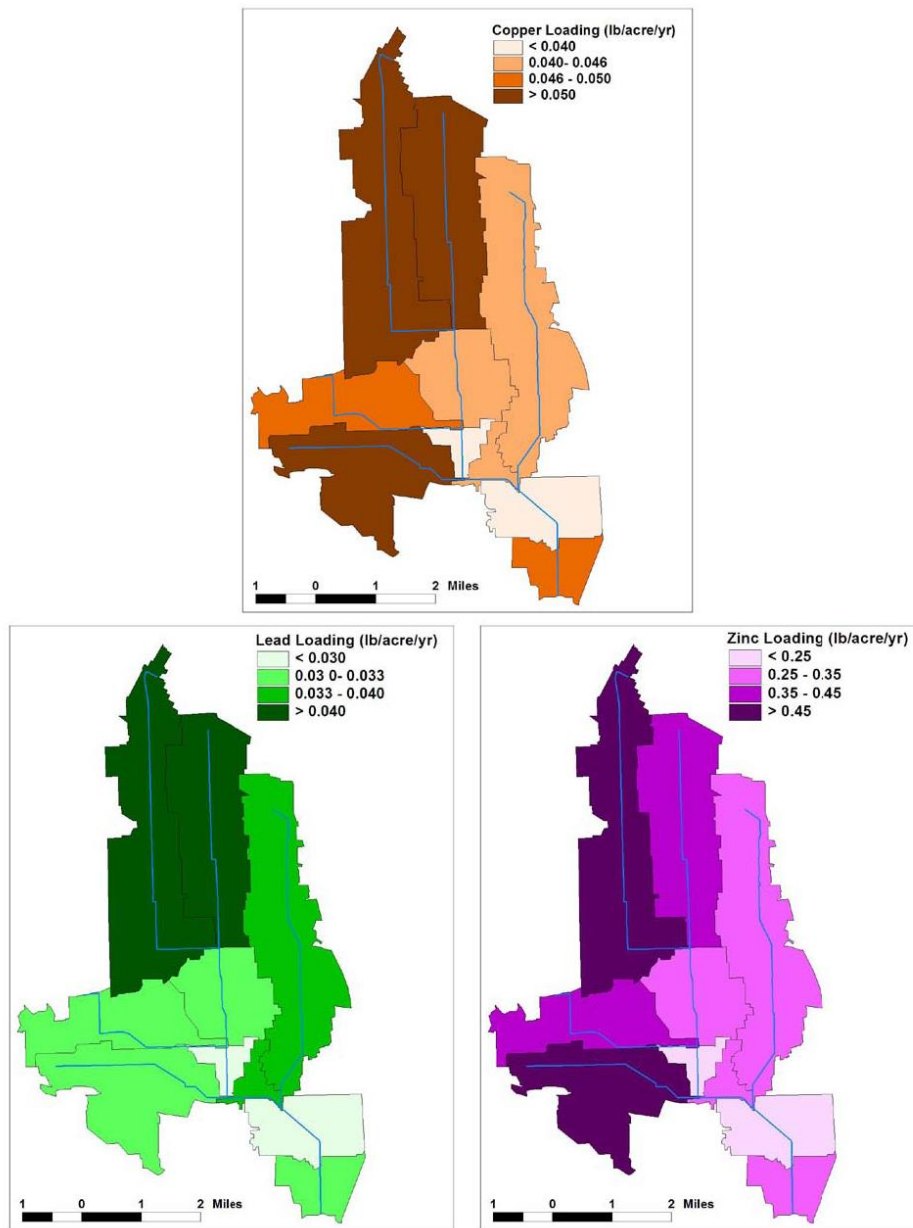 Copper Loading (lb/acre/yr)
< 0.040
0.040- 0.046
0.046 - 0.050
> 0.050
1 0 1 2 Miles
Lead Loading (lb/acre/yr)
< 0.030
0.03 0- 0.033
0.033 - 0.040
> 0.040
1 0 1 2 Miles
Zinc Loading (lb/acre/yr)
< 0.25
0.25 - 0.35
0.35 - 0.45
> 0.45
1 0 1 2 Miles